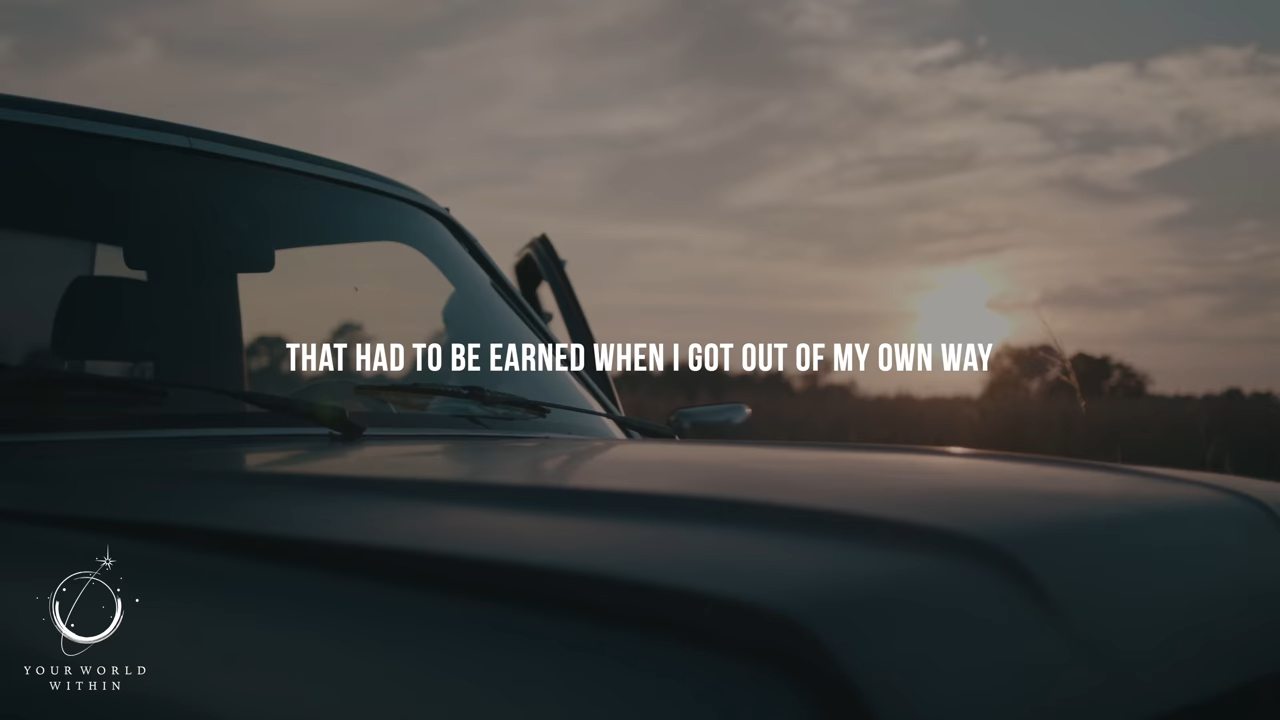 THAT HAD TO BE EARNED WHEN I GOT OUT OF MY OWN WAY
YOUR WORLD
WITHIN